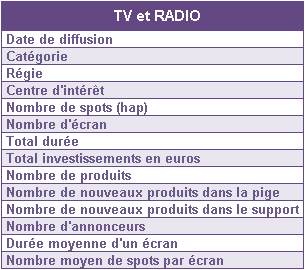 TV et RADIO
Date de diffusion
Catégorie
Régie
Centre d'intérêt
Nombre de spots (hap)
Nombre d'écran
Total durée
Total investissements en euros
Nombre de produits
Nombre de nouveaux produits dans la pige
Nombre de nouveaux produits dans le support
Nombre d'annonceurs
Durée moyenne d'un écran
Nombre moyen de spots par écran